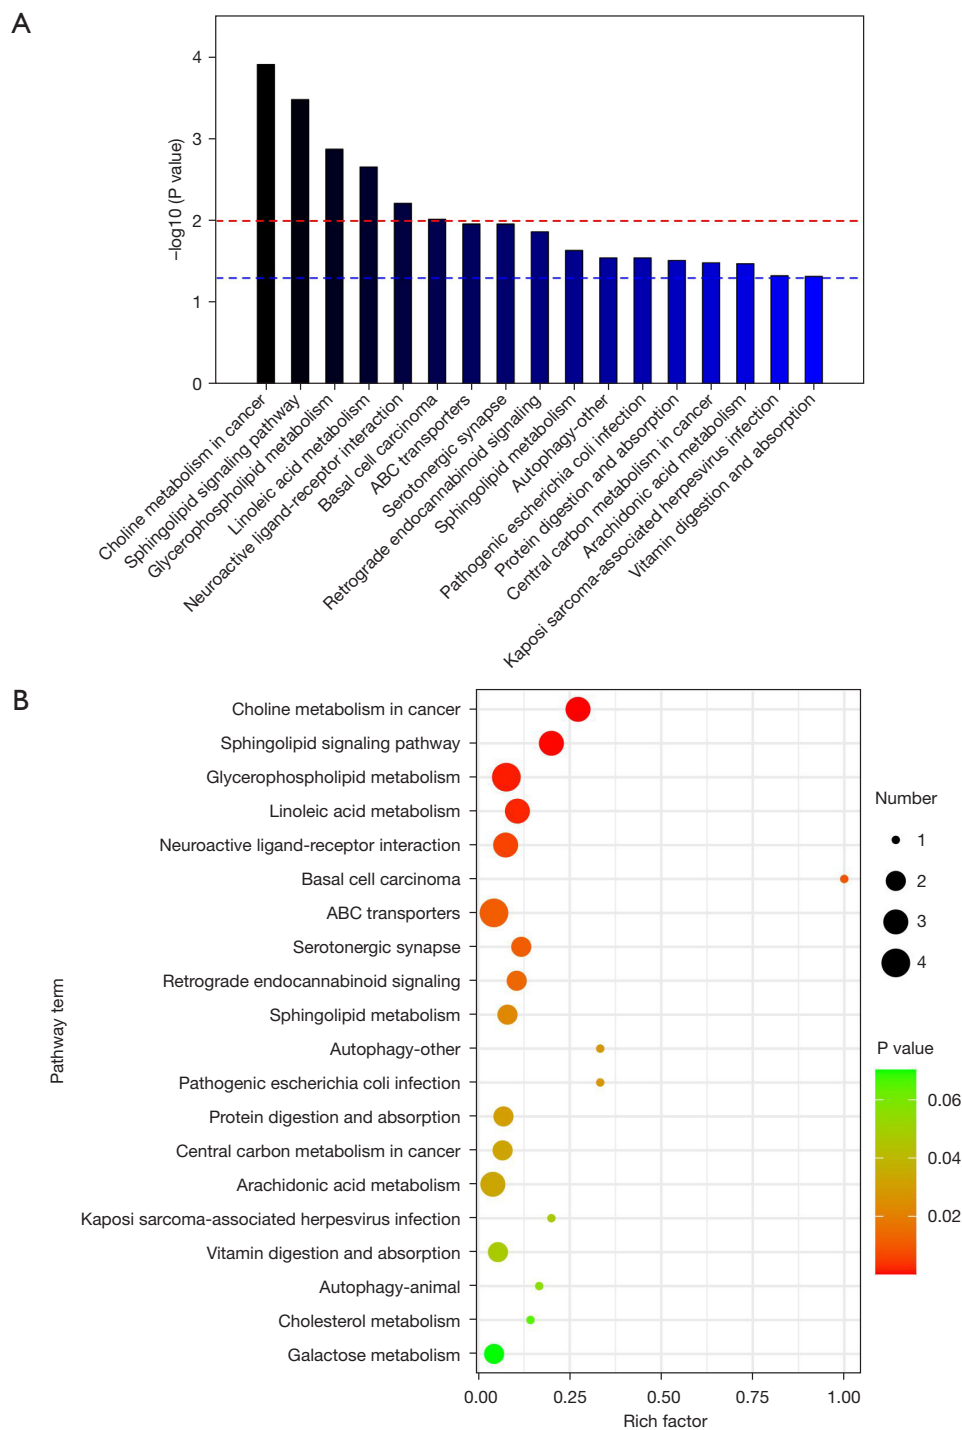 A
4
3
2
1
0
–log10 (P value)
Choline metabolism in cancer
Sphingolipid signaling pathway
Glycerophospholipid metabolism
Linoleic acid metabolism
Neuroactive ligand-receptor interaction
Basal cell carcinoma
ABC transporters
Serotonergic synapse
Retrograde endocannabinoid signaling
Sphingolipid metabolism
Autophagy-other
Pathogenic escherichia coli infection
Protein digestion and absorption
Central carbon metabolism in cancer
Arachidonic acid metabolism
Kaposi sarcoma-associated herpesvirus infection
Vitamin digestion and absorption
B
Pathway term
Choline metabolism in cancer
Sphingolipid signaling pathway
Glycerophospholipid metabolism
Linoleic acid metabolism
Neuroactive ligand-receptor interaction
Basal cell carcinoma
ABC transporters
Serotonergic synapse
Retrograde endocannabinoid signaling
Sphingolipid metabolism
Autophagy-other
Pathogenic escherichia coli infection
Protein digestion and absorption
Central carbon metabolism in cancer
Arachidonic acid metabolism
Kaposi sarcoma-associated herpesvirus infection
Vitamin digestion and absorption
Autophagy-animal
Cholesterol metabolism
Galactose metabolism
0.00 0.25 0.50 0.75 1.00
Rich factor
Number
1
2
3
4
P value
0.06
0.04
0.02